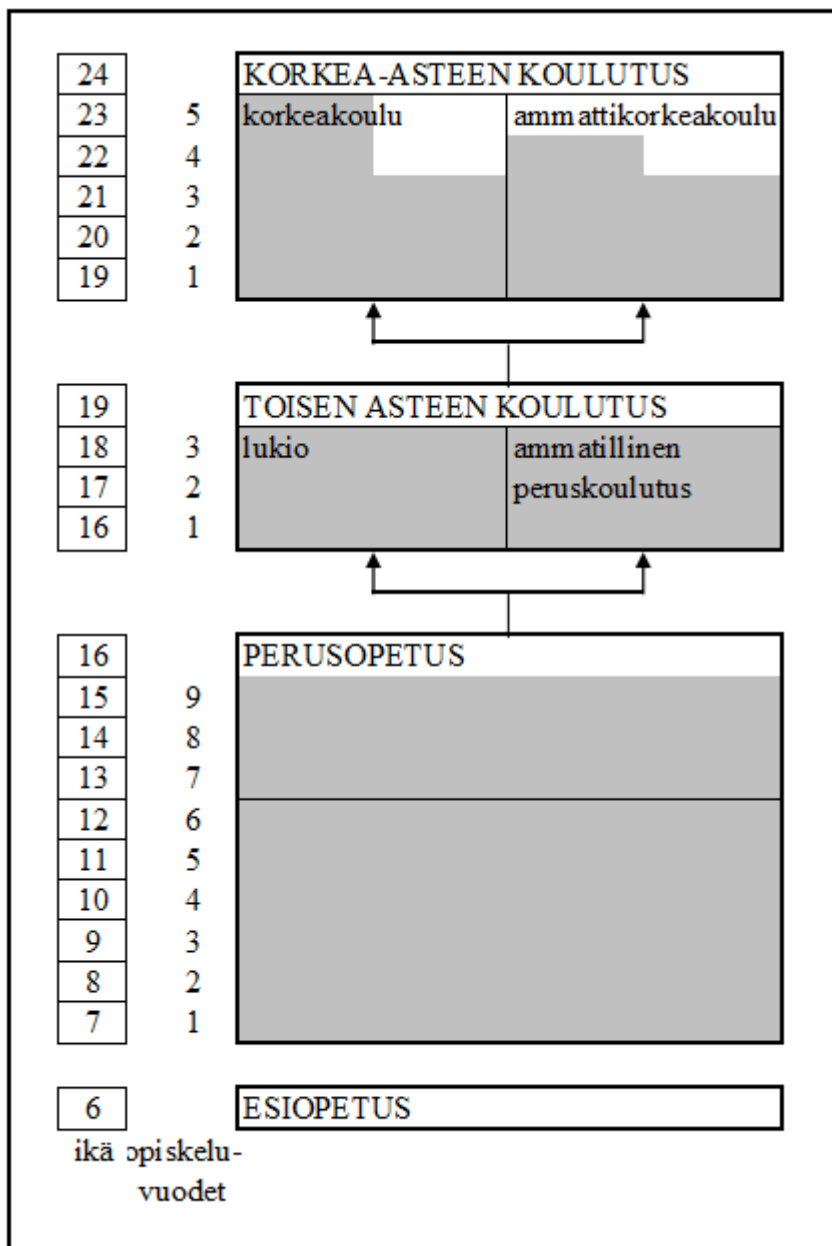 24 KORKEA-ASTEEN KOULUTUS
23 5 korkeakoulu ammattikorkeakoulu
22 4
21 3
20 2
19 1
19 TOISEN ASTEEN KOULUTUS
18 3 lukio ammatillinen
17 2 peruskoulutus
16 1
16 PERUSOPETUS
15 9
14 8
13 7
12 6
11 5
10 4
9 3
8 2
7 1
6 ESIOPETUS
ikä opiskelu-
vuodet